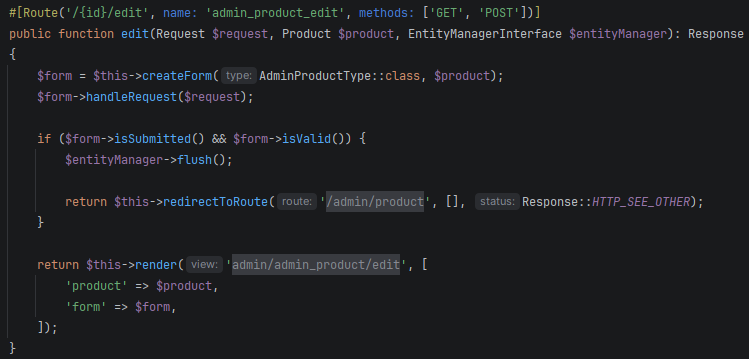 #[Route('/{id}/edit', name: 'admin_product_edit', methods: ['GET', 'POST'])]
public function edit(Request $request, Product $product, EntityManagerInterface $entityManager): Response
{
    $form = $this->createForm( type: AdminProductType::class, $product);
    $form->handleRequest($request);

    if ($form->isSubmitted() && $form->isValid()) {
        $entityManager->flush();

        return $this->redirectToRoute( route: '/admin/product', [], status: Response::HTTP_SEE_OTHER);
    }

    return $this->render( view: 'admin/admin_product/edit', [
        'product' => $product,
        'form' => $form,
    ]);
}